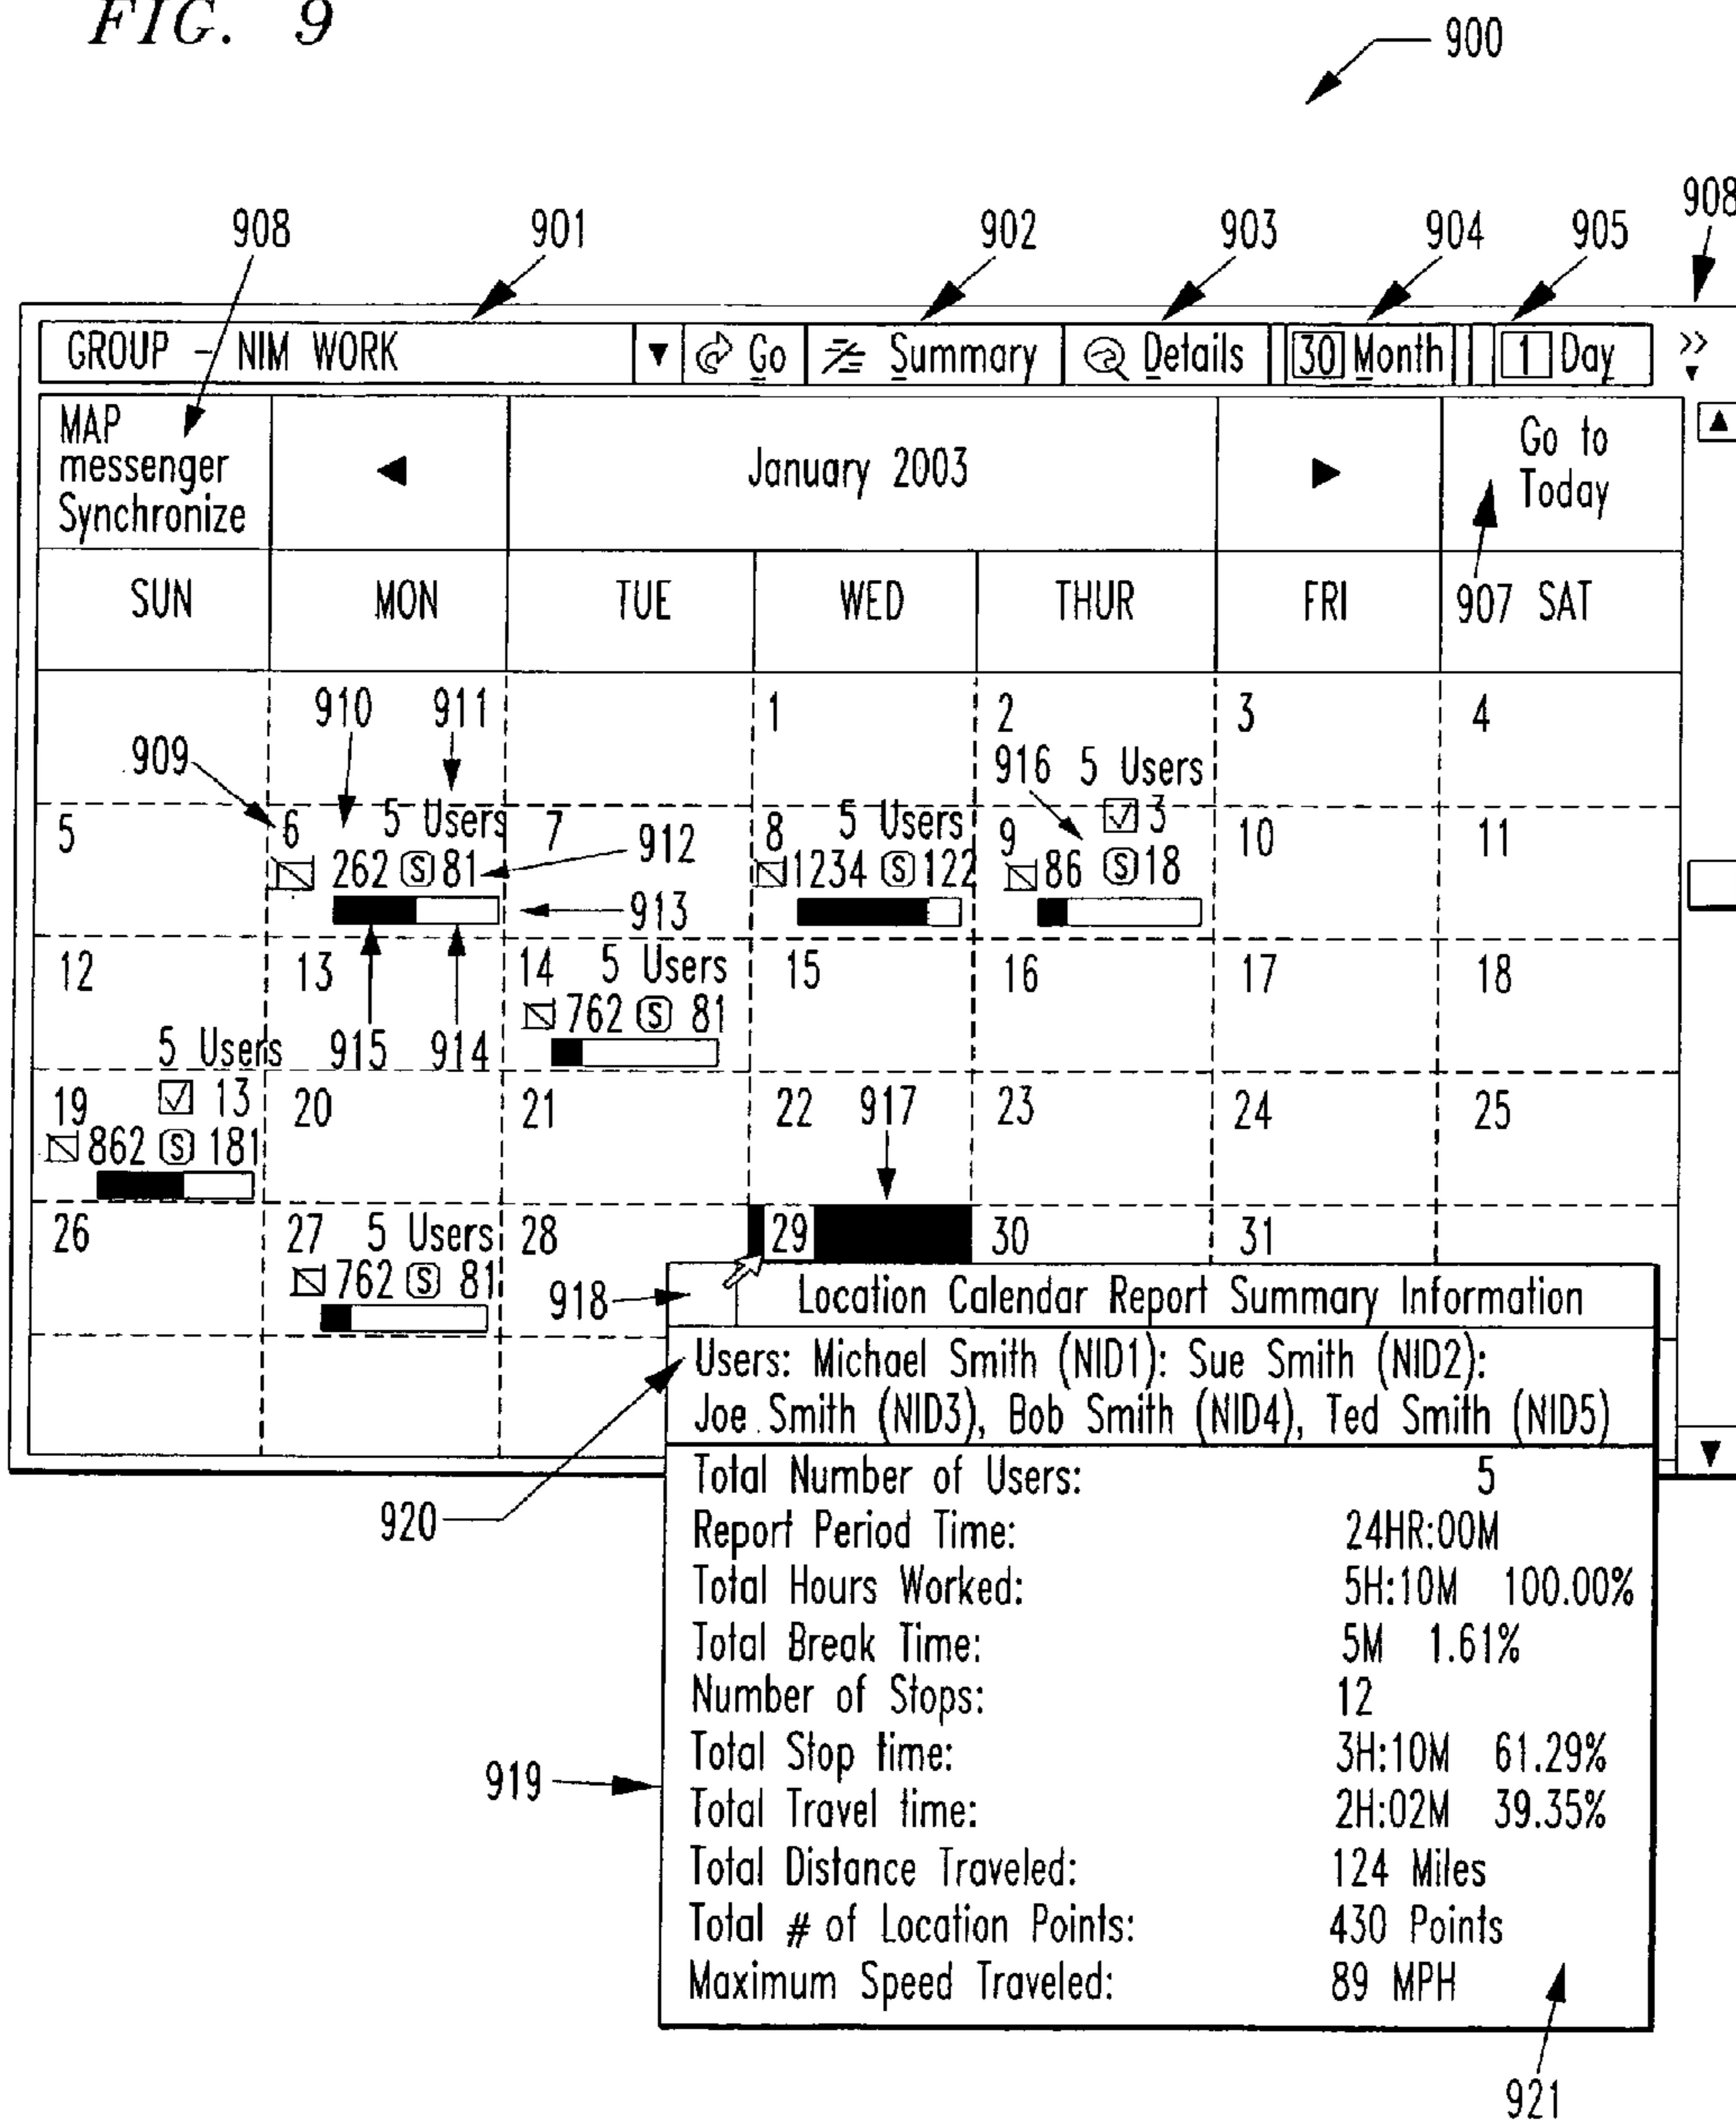 FIG. 9
900
908 901 902 903 904 905 908
GROUP - NIM WORK ▼ Go Summary Details 30 Month 1 Day >>
MAP
messenger
Synchronize
◀ January 2003 ▶
Go to
Today
907
SUN MON TUE WED THUR FRI SAT
910 911 1 2 3 4
909 916 5 Users
5 6 5 Users 7 8 5 Users 9 ☑ 3 10 11
262 Ⓢ 81 912 1234 Ⓢ 122 86 Ⓢ 18
913
12 13 14 5 Users 15 16 17 18
762 Ⓢ 81
5 Users 915 914
19 ☑ 13 20 21 22 917 23 24 25
862 Ⓢ 181
26 27 5 Users 28 29 30 31
762 Ⓢ 81
918 Location Calendar Report Summary Information
Users: Michael Smith (NID1): Sue Smith (NID2):
Joe Smith (NID3), Bob Smith (NID4), Ted Smith (NID5)
920
Total Number of Users: 5
Report Period Time: 24HR:00M
Total Hours Worked: 5H:10M 100.00%
Total Break Time: 5M 1.61%
Number of Stops: 12
Total Stop time: 3H:10M 61.29%
919
Total Travel time: 2H:02M 39.35%
Total Distance Traveled: 124 Miles
Total # of Location Points: 430 Points
Maximum Speed Traveled: 89 MPH
921